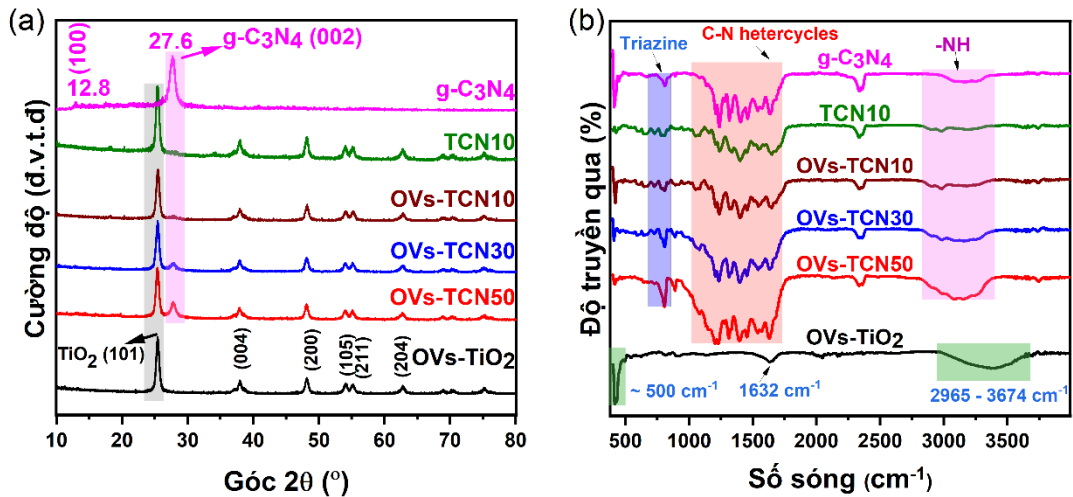 (a)
Cường độ (đ.v.t.đ)
(100)
12.8
27.6
g-C3N4 (002)
g-C3N4
TCN10
OVs-TCN10
OVs-TCN30
OVs-TCN50
TiO2 (101)
(004)
(200)
(105)
(211)
(204)
OVs-TiO2
10 20 30 40 50 60 70 80
Góc 2θ (°)
(b)
Độ truyền qua (%)
Triazine
C-N hetercycles
-NH
g-C3N4
TCN10
OVs-TCN10
OVs-TCN30
OVs-TCN50
OVs-TiO2
~ 500 cm-1
1632 cm-1
2965 - 3674 cm-1
500 1000 1500 2000 2500 3000 3500
Số sóng (cm-1)